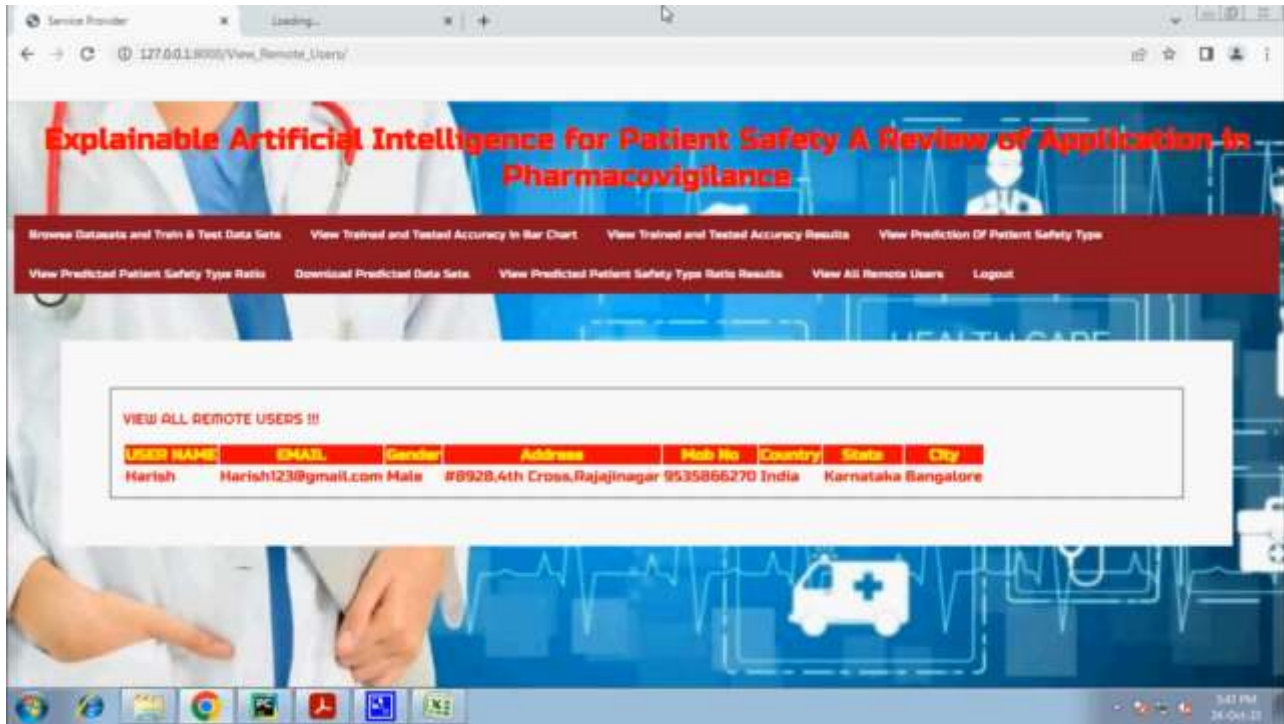 Service Provider Loading...
127.0.0.1:8000/View_Remote_Users/
Explainable Artificial Intelligence for Patient Safety A Review of Application in
Pharmacovigilance
Browse Datasets and Train & Test Data Sets View Trained and Tested Accuracy in Bar Chart View Trained and Tested Accuracy Results View Prediction Of Patient Safety Type
View Predicted Patient Safety Type Ratio Download Predicted Data Sets View Predicted Patient Safety Type Ratio Results View All Remote Users Logout
HEALTH CARE
VIEW ALL REMOTE USERS !!!
USER NAME EMAIL Gender Address Mob No Country State City
Harish Harish123@gmail.com Male #8928,4th Cross,Rajajinagar 9535866270 India Karnataka Bangalore
5:47 PM